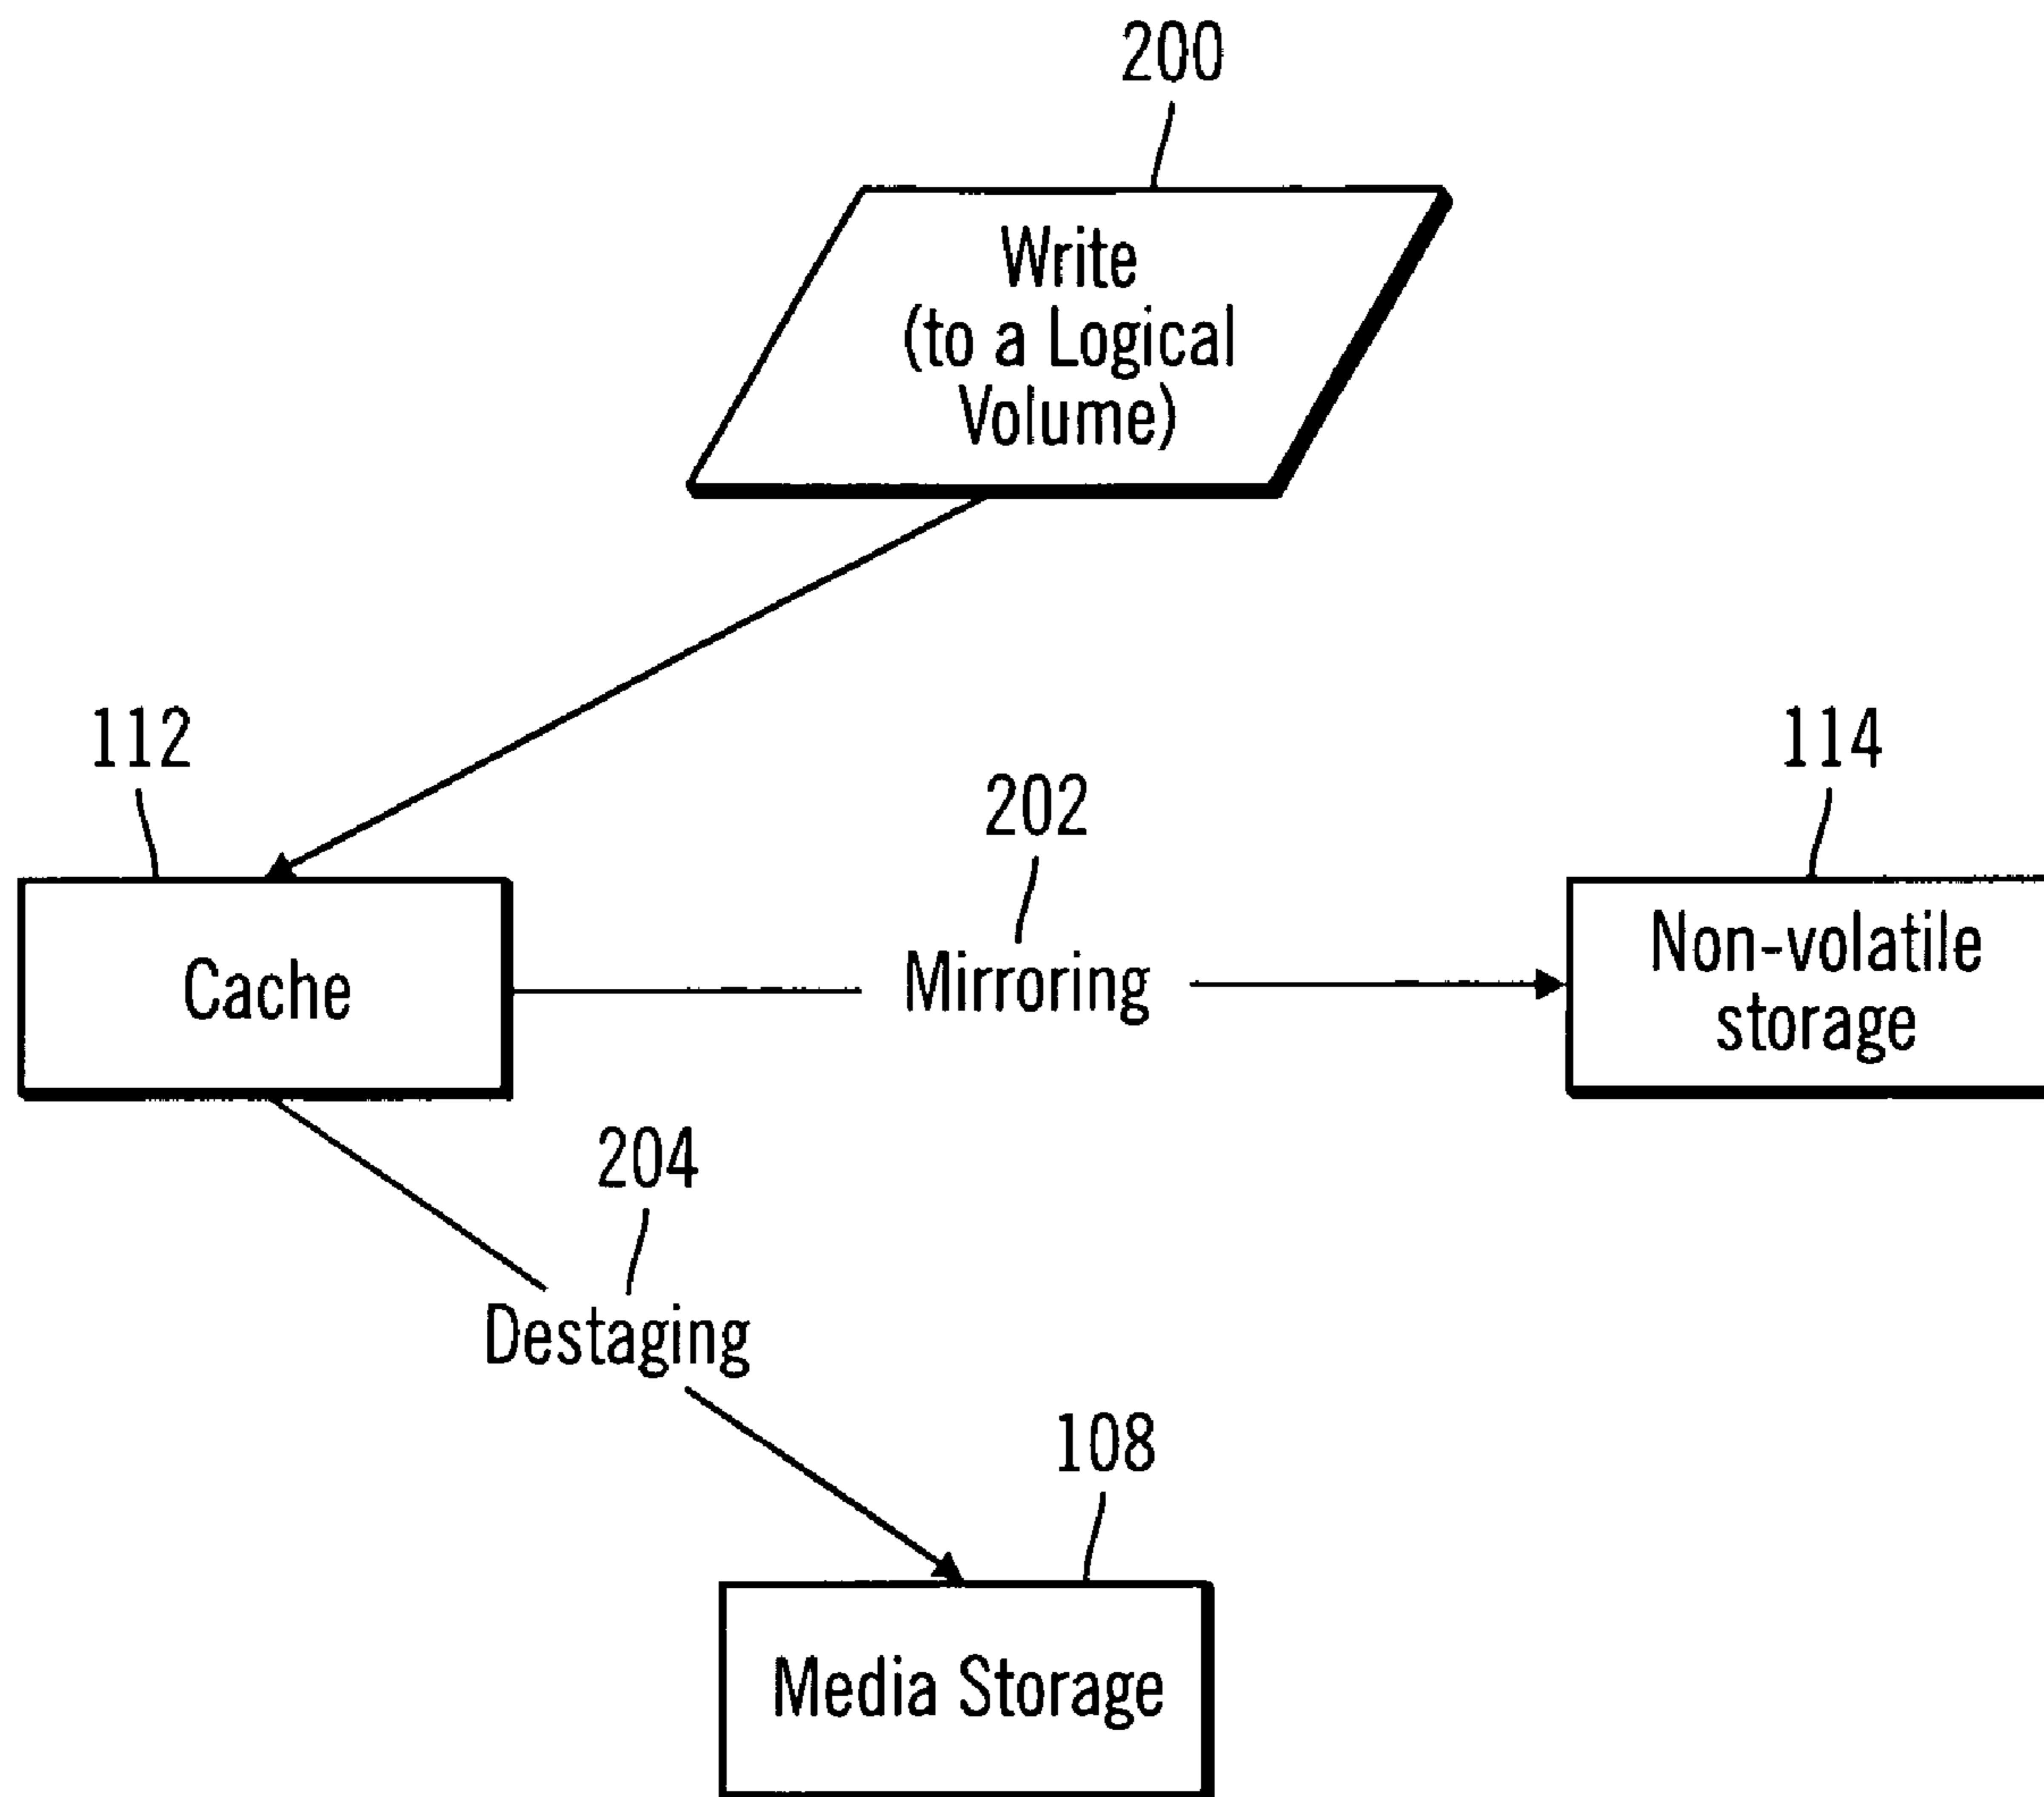 200
Write
(to a Logical
Volume)
112
202
114
Cache
Mirroring
Non-volatile
storage
204
Destaging
108
Media Storage